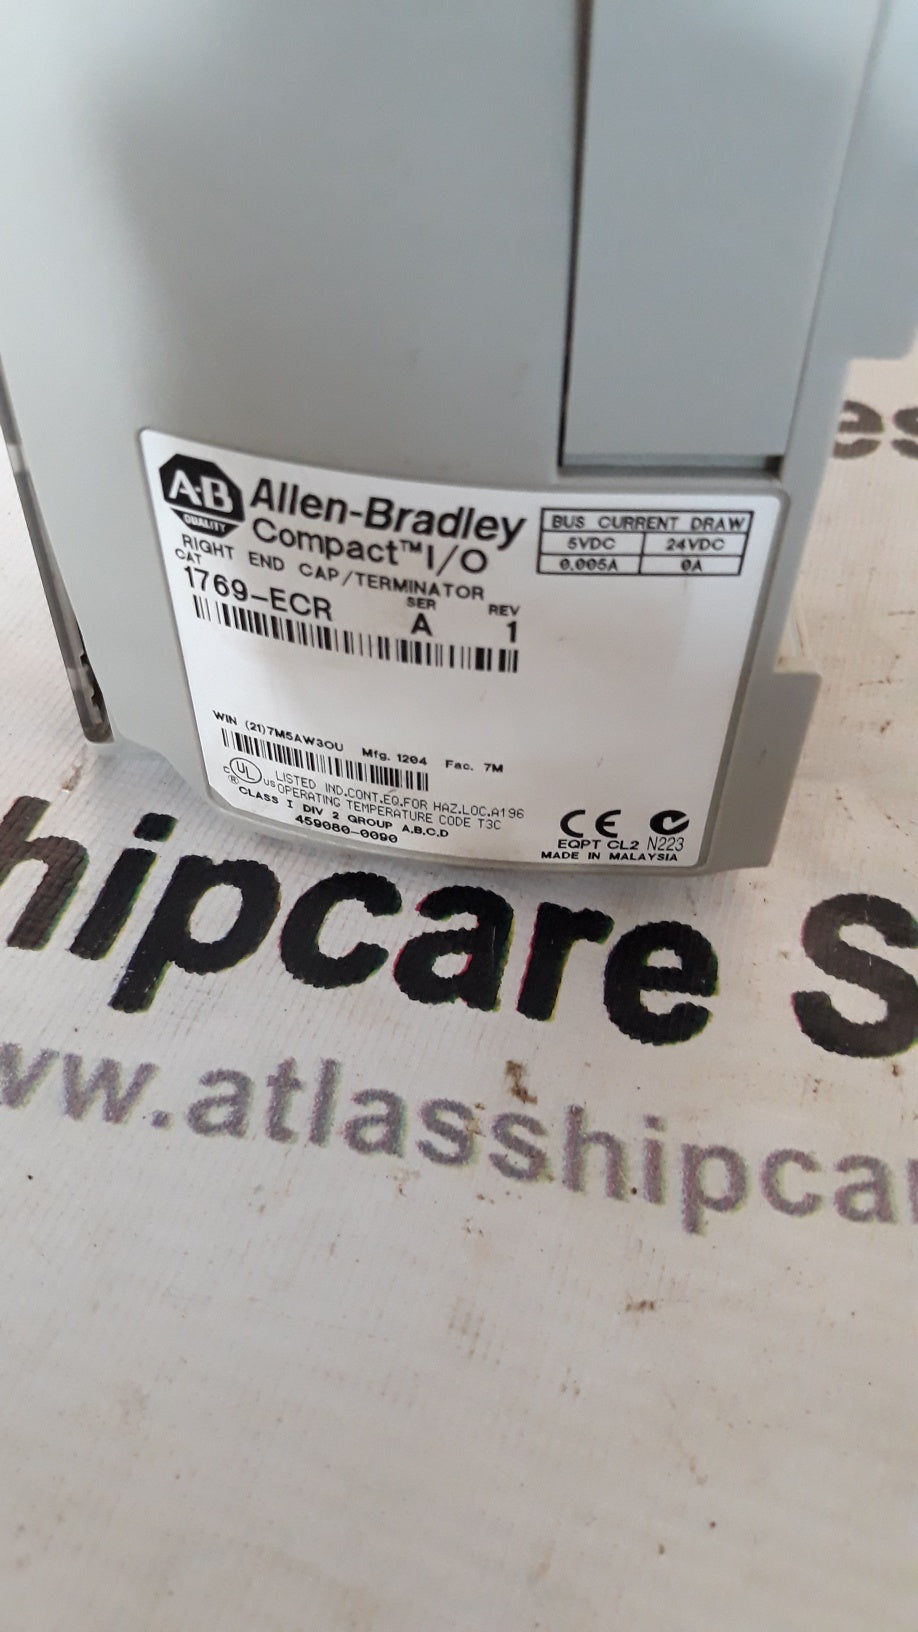 A·B
QUALITY
Allen-Bradley
Compact™ I/O
RIGHT END CAP/TERMINATOR
CAT SER REV
1769-ECR A 1
BUS CURRENT DRAW
5VDC 24VDC
0.005A 0A
WIN (21)7M5AW3OU Mfg. 1204 Fac. 7M
c UL us ® LISTED IND.CONT.EQ.FOR HAZ.LOC.A196
OPERATING TEMPERATURE CODE T3C
CLASS I DIV 2 GROUP A,B,C,D
459080-0090
CE N223
EQPT CL2
MADE IN MALAYSIA
es
hipcare S
ww.atlasshipcar